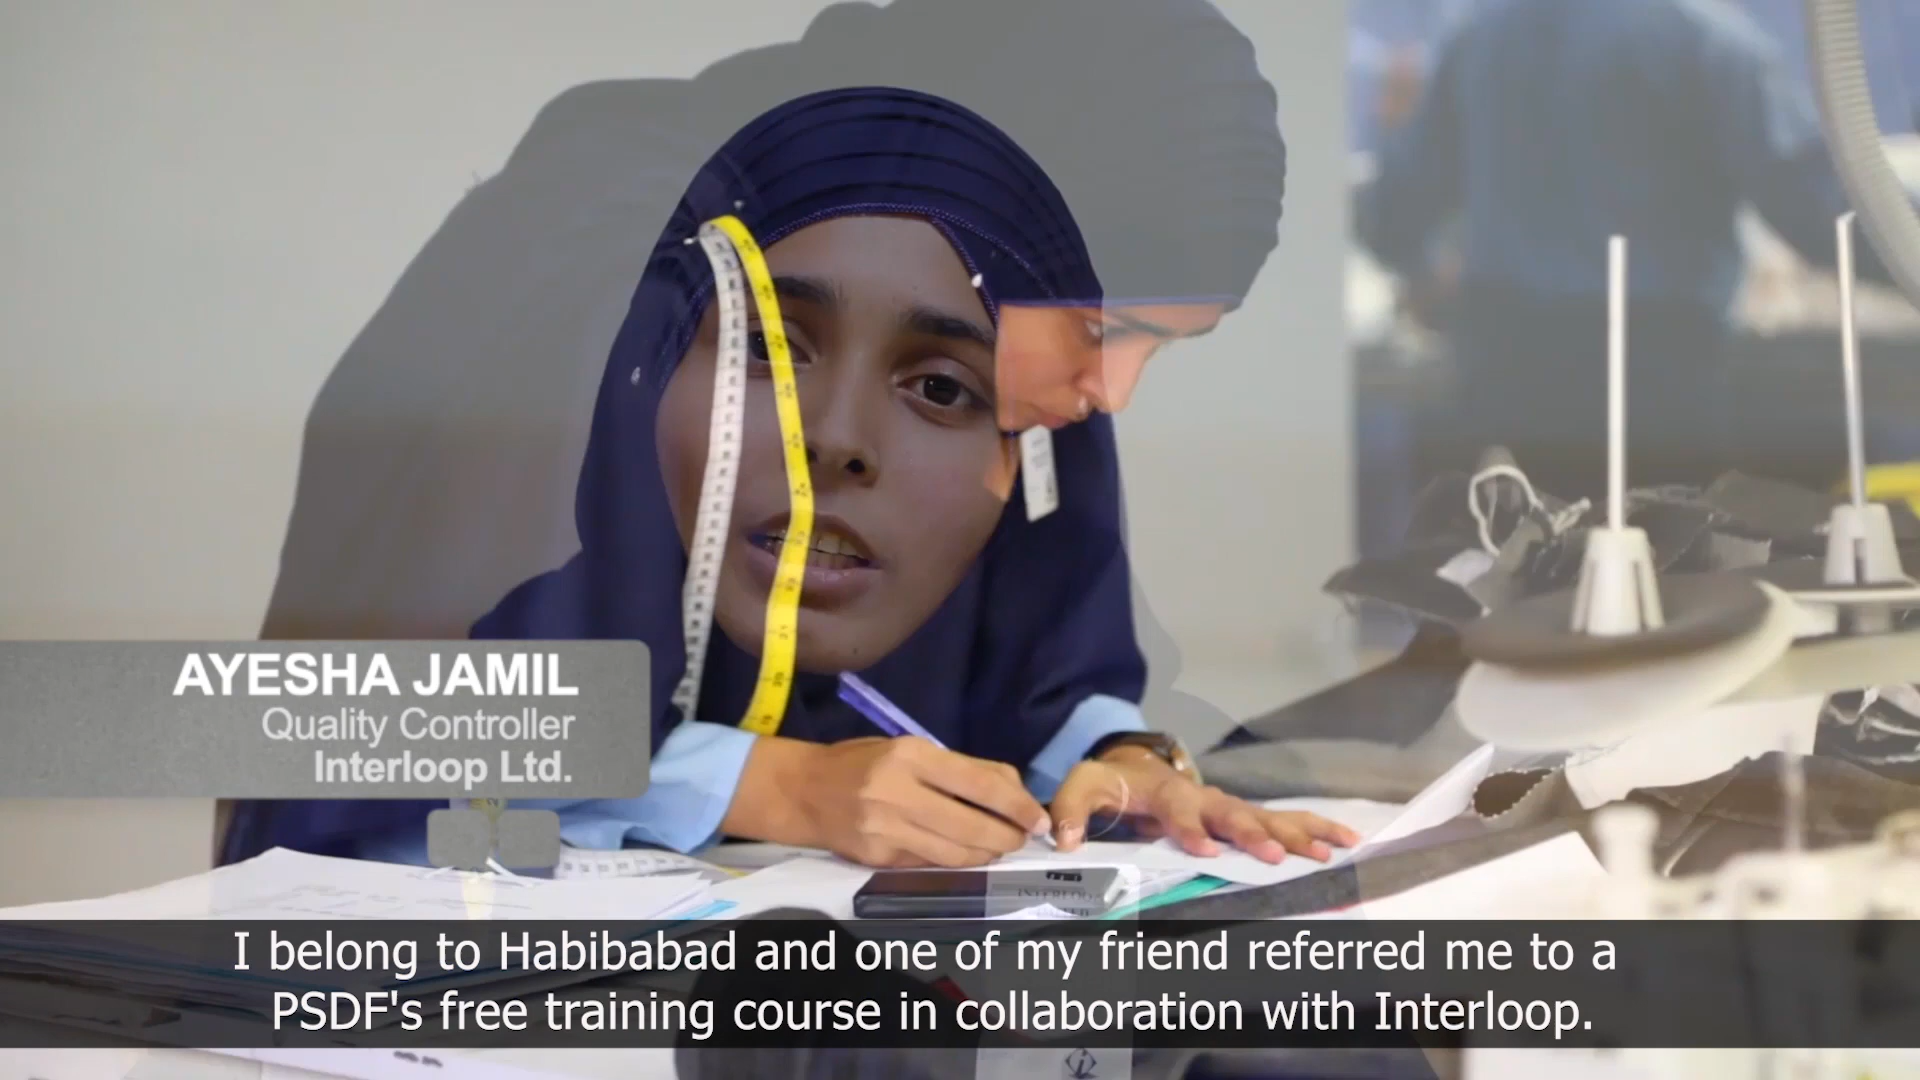 AYESHA JAMIL
Quality Controller
Interloop Ltd.
I belong to Habibabad and one of my friend referred me to a
PSDF's free training course in collaboration with Interloop.